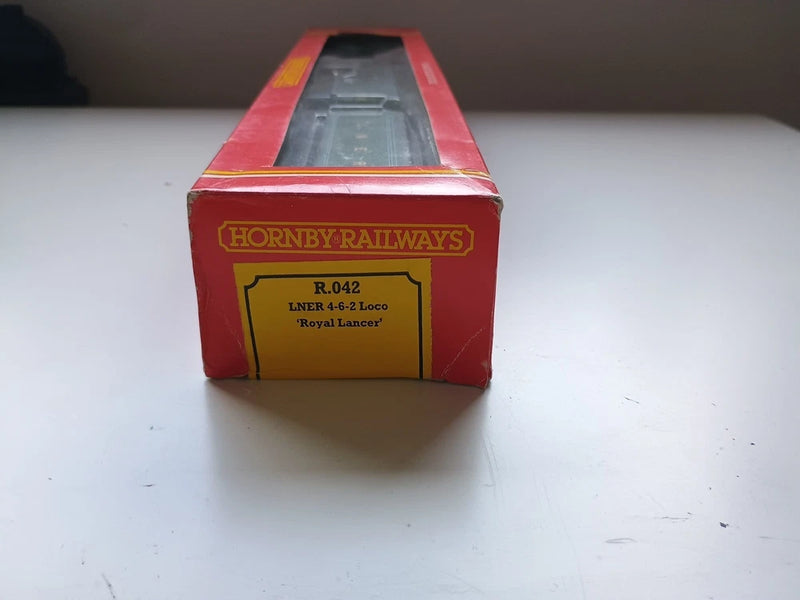 HORNBY RAILWAYS
R.042
LNER 4-6-2 Loco
'Royal Lancer'